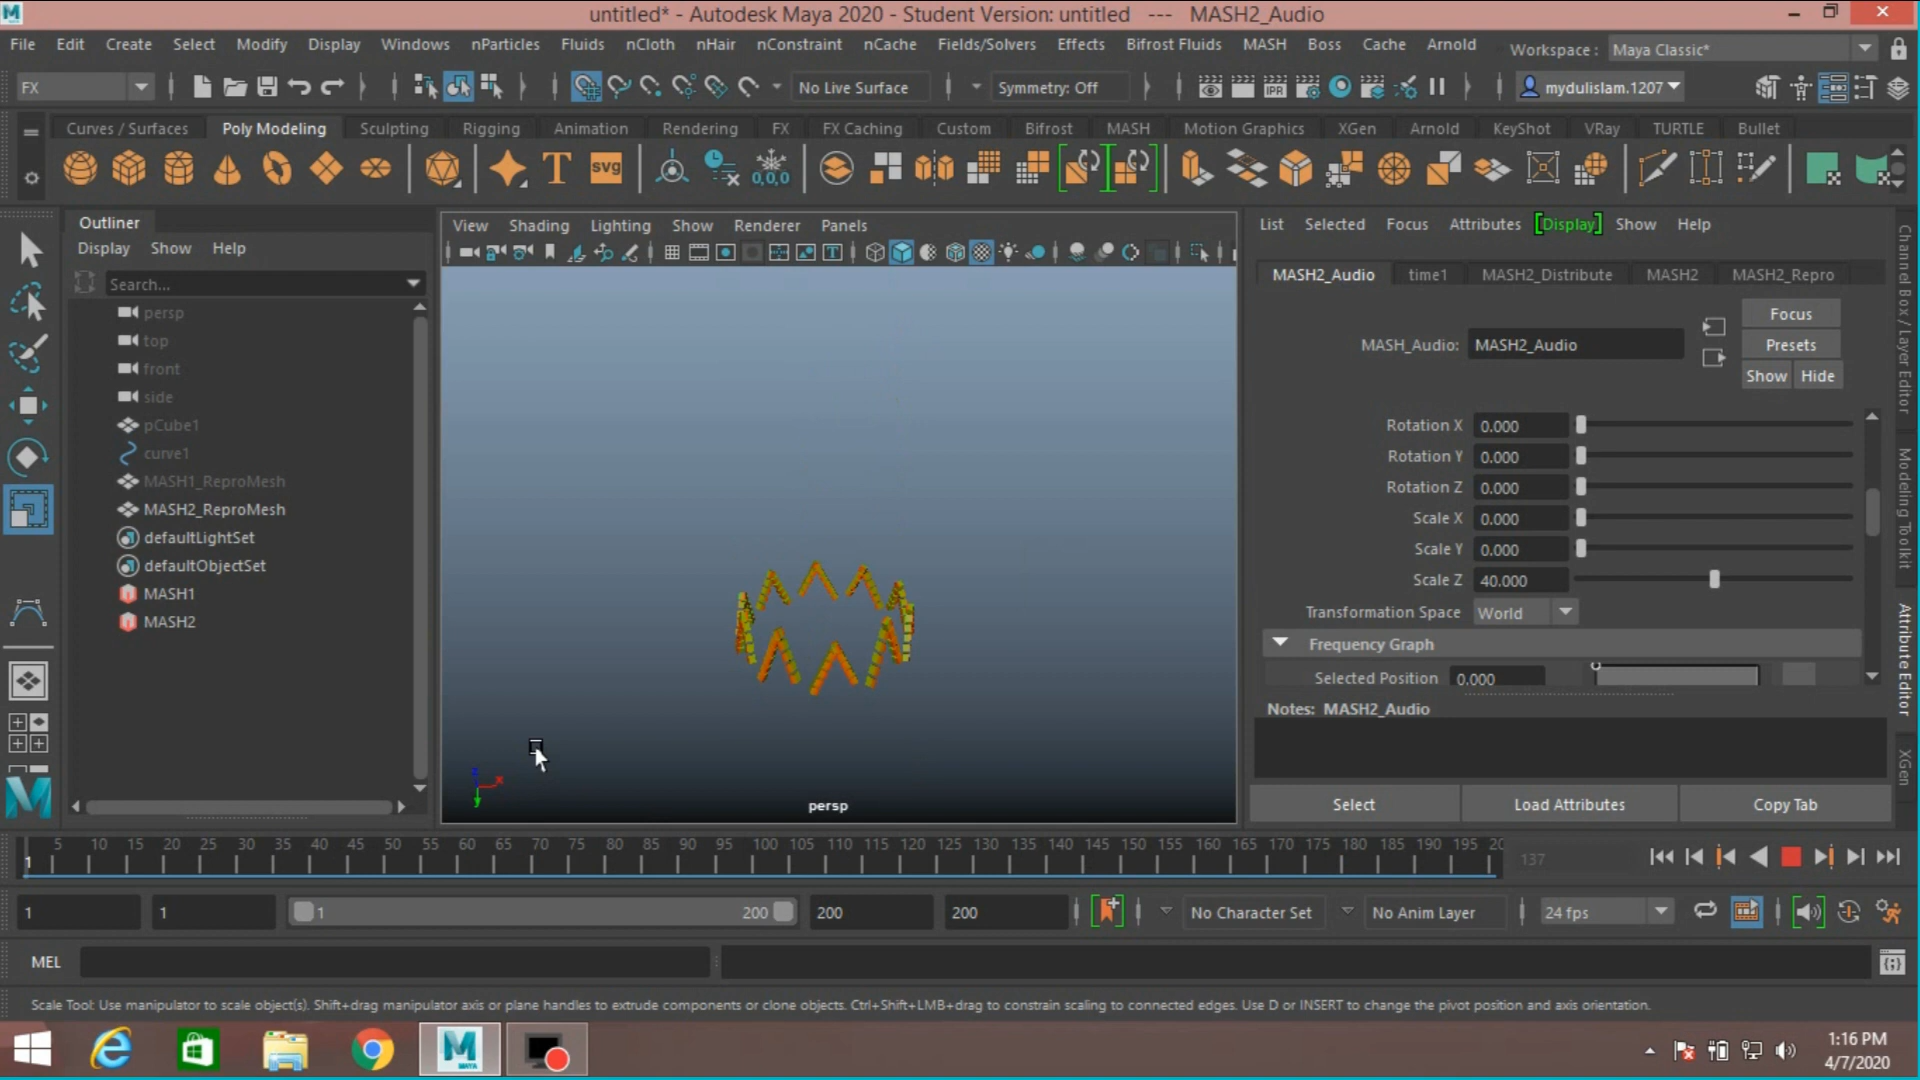 untitled* - Autodesk Maya 2020 - Student Version: untitled --- MASH2_Audio
File Edit Create Select Modify Display Windows nParticles Fluids nCloth nHair nConstraint nCache Fields/Solvers Effects Bifrost Fluids MASH Boss Cache Arnold Workspace : Maya Classic*
FX No Live Surface Symmetry: Off IPR mydulislam.1207
Curves / Surfaces Poly Modeling Sculpting Rigging Animation Rendering FX FX Caching Custom Bifrost MASH Motion Graphics XGen Arnold KeyShot VRay TURTLE Bullet
T svg 0,0,0
Outliner
Display Show Help
Search...
persp
top
front
side
pCube1
curve1
MASH1_ReproMesh
MASH2_ReproMesh
defaultLightSet
defaultObjectSet
MASH1
MASH2
View Shading Lighting Show Renderer Panels
persp
List Selected Focus Attributes [Display] Show Help
MASH2_Audio time1 MASH2_Distribute MASH2 MASH2_Repro
Focus
MASH_Audio: MASH2_Audio Presets
Show Hide
Rotation X 0.000
Rotation Y 0.000
Rotation Z 0.000
Scale X 0.000
Scale Y 0.000
Scale Z 40.000
Transformation Space World
Frequency Graph
Selected Position 0.000
Notes: MASH2_Audio
Select Load Attributes Copy Tab
Channel Box / Layer Editor
Modeling Toolkit
Attribute Editor
XGen
5 10 15 20 25 30 35 40 45 50 55 60 65 70 75 80 85 90 95 100 105 110 115 120 125 130 135 140 145 150 155 160 165 170 175 180 185 190 195 20
1 137
1 1 1 200 200 200 No Character Set No Anim Layer 24 fps
MEL
Scale Tool: Use manipulator to scale object(s). Shift+drag manipulator axis or plane handles to extrude components or clone objects. Ctrl+Shift+LMB+drag to constrain scaling to connected edges. Use D or INSERT to change the pivot position and axis orientation.
MAYA
1:16 PM
4/7/2020